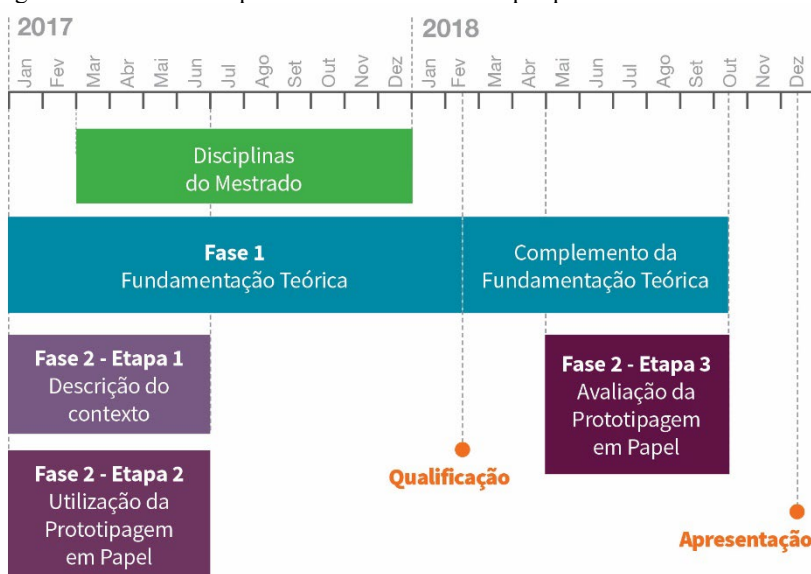 2017
2018
Jan Fev Mar Abr Mai Jun Jul Ago Set Out Nov Dez Jan Fev Mar Abr Mai Jun Jul Ago Set Out Nov Dez
Disciplinas
do Mestrado
Fase 1
Fundamentação Teórica
Complemento da
Fundamentação Teórica
Fase 2 - Etapa 1
Descrição do
contexto
Fase 2 - Etapa 3
Avaliação da
Prototipagem
em Papel
Qualificação
Fase 2 - Etapa 2
Utilização da
Prototipagem
em Papel
Apresentação